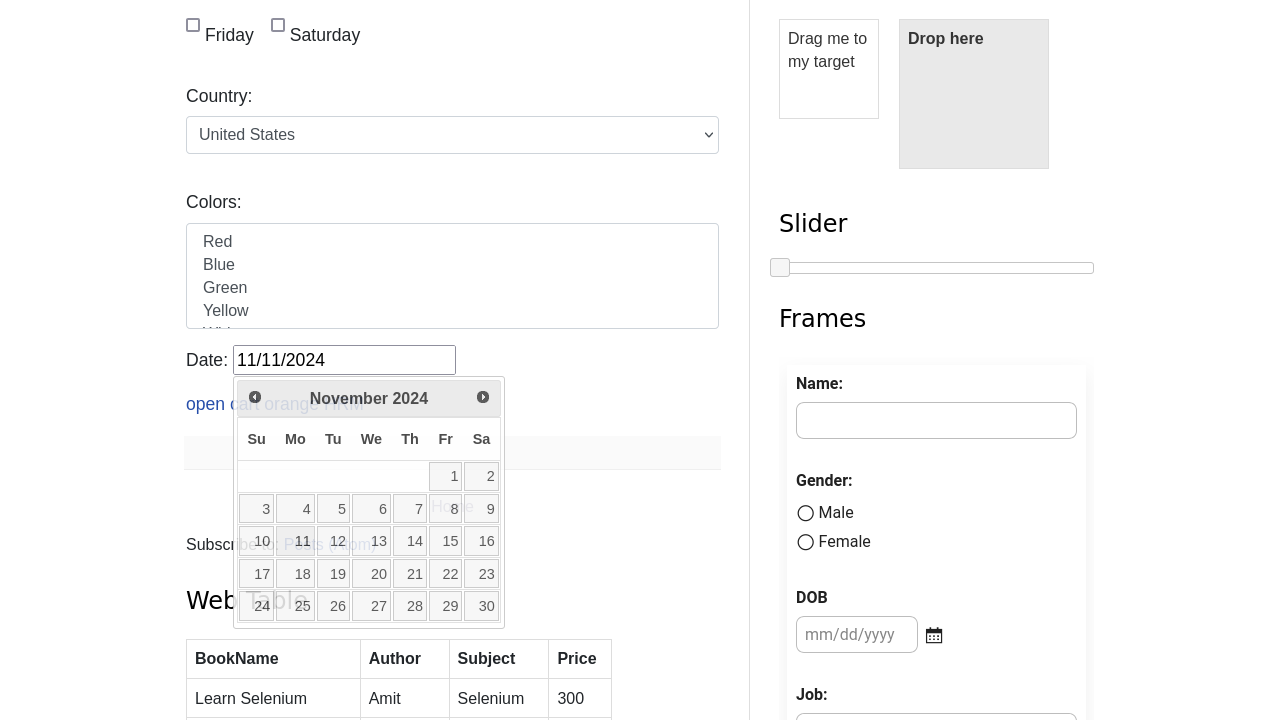 Friday Saturday
Country:
United States
Colors:
Red
Blue
Green
Yellow
Date: 11/11/2024
open cart orange HRM
November 2024
Su Mo Tu We Th Fr Sa
1 2
3 4 5 6 7 8 9
10 11 12 13 14 15 16
17 18 19 20 21 22 23
24 25 26 27 28 29 30
Home
Subscribe to: Posts (Atom)
Web Table
BookName Author Subject Price
Learn Selenium Amit Selenium 300
Drag me to
my target
Drop here
Slider
Frames
Name:
Gender:
Male
Female
DOB
mm/dd/yyyy
Job: